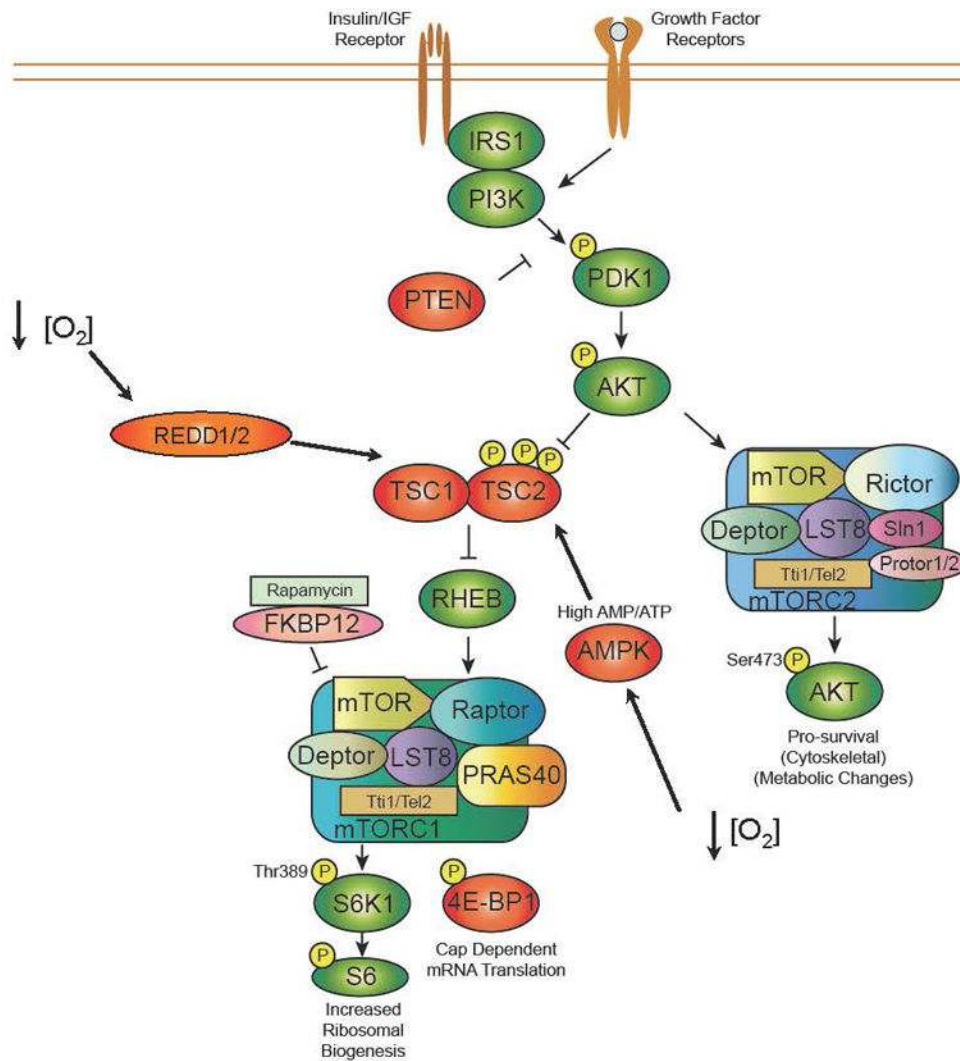 Insulin/IGF
Receptor
Growth Factor
Receptors
IRS1
PI3K
P
PDK1
PTEN
[O2]
P
AKT
REDD1/2
P
P
P
TSC1
TSC2
mTOR
Rictor
Deptor
LST8
Sln1
Protor1/2
Tti1/Tel2
mTORC2
Rapamycin
FKBP12
RHEB
High AMP/ATP
AMPK
Ser473
P
AKT
Pro-survival
(Cytoskeletal)
(Metabolic Changes)
mTOR
Raptor
Deptor
LST8
PRAS40
Tti1/Tel2
mTORC1
[O2]
Thr389
P
S6K1
P
4E-BP1
Cap Dependent
mRNA Translation
P
S6
Increased
Ribosomal
Biogenesis